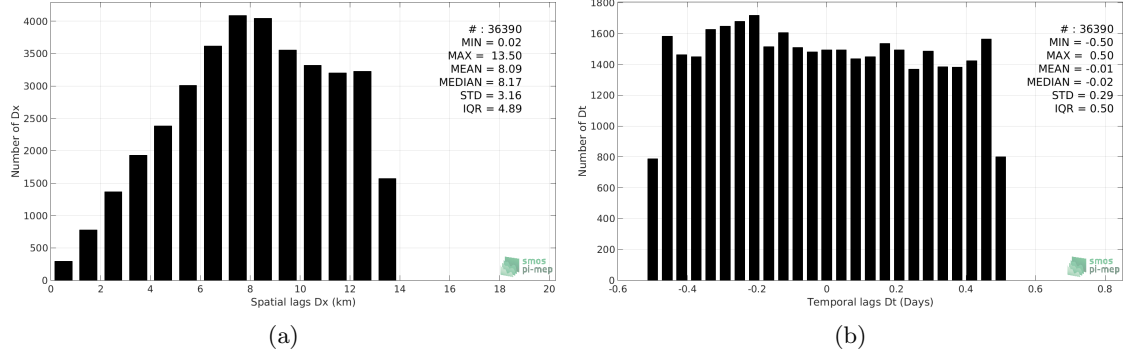 4000
3500
3000
2500
2000
1500
1000
500
0
Number of Dx
# : 36390
MIN = 0.02
MAX = 13.50
MEAN = 8.09
MEDIAN = 8.17
STD = 3.16
IQR = 4.89
smos
pi-mep
0 2 4 6 8 10 12 14 16 18 20
Spatial lags Dx (km)
(a)
1800
1600
1400
1200
1000
800
600
400
200
0
Number of Dt
# : 36390
MIN = -0.50
MAX = 0.50
MEAN = -0.01
MEDIAN = -0.02
STD = 0.29
IQR = 0.50
smos
pi-mep
-0.6 -0.4 -0.2 0 0.2 0.4 0.6 0.8
Temporal lags Dt (Days)
(b)